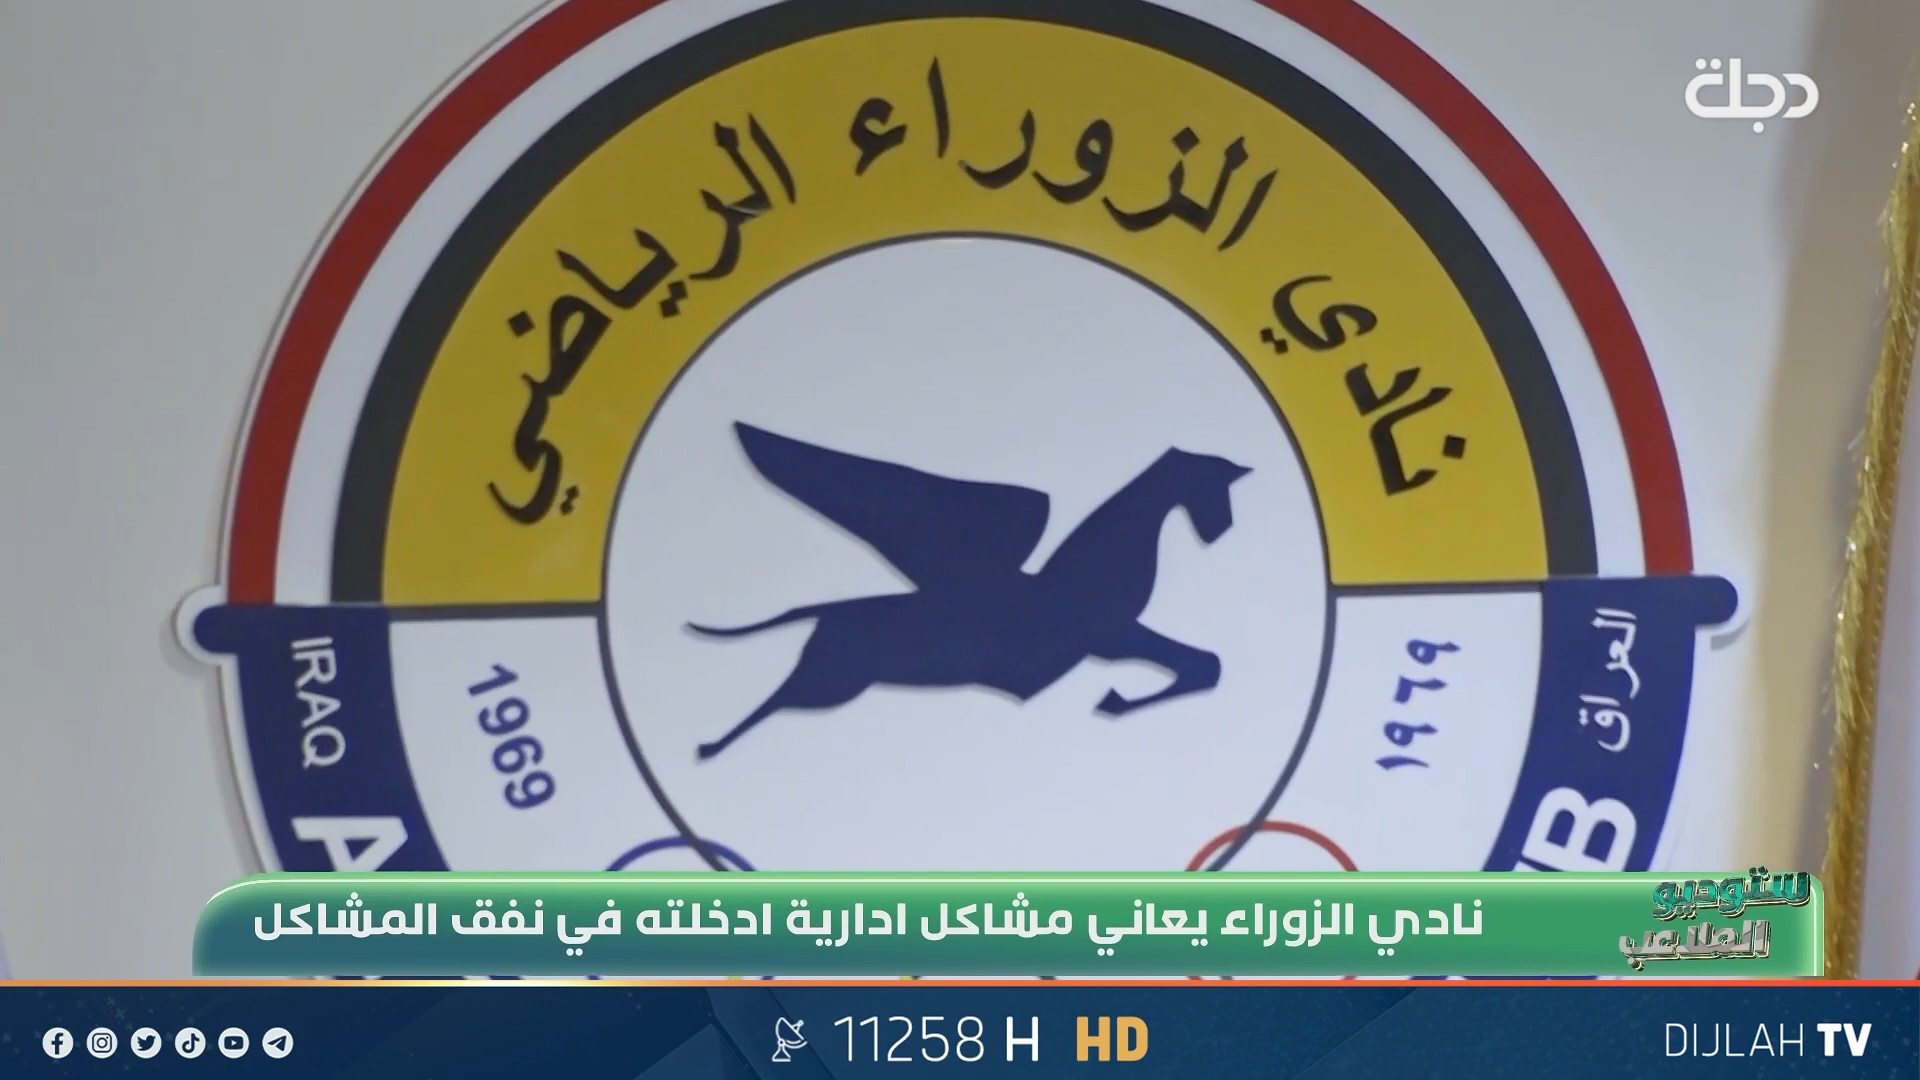 دجلة
نادي الزوراء الرياضي
IRAQ
1969
١٩٦٩
العراق
A
UB
ستوديو
الملاعب
نادي الزوراء يعاني مشاكل ادارية ادخلته في نفق المشاكل
11258 H HD
DIJLAH TV